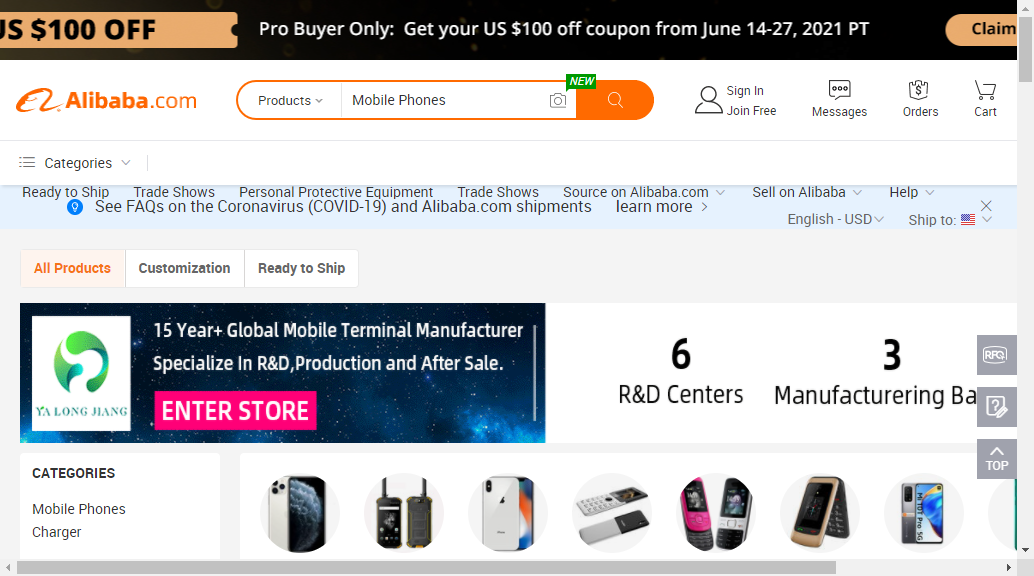 US $100 OFF
Pro Buyer Only: Get your US $100 off coupon from June 14-27, 2021 PT
Claim
Alibaba.com
Products
Mobile Phones
NEW
Sign In
Join Free
Messages
Orders
Cart
Categories
Ready to Ship
Trade Shows
Personal Protective Equipment
Trade Shows
Source on Alibaba.com
Sell on Alibaba
Help
See FAQs on the Coronavirus (COVID-19) and Alibaba.com shipments
learn more
English - USD
Ship to:
All Products
Customization
Ready to Ship
YA LONG JIANG
15 Year+ Global Mobile Terminal Manufacturer
Specialize In R&D,Production and After Sale.
ENTER STORE
6
R&D Centers
3
Manufacturering Ba
RFQ
TOP
CATEGORIES
Mobile Phones
Charger
Mi 10T Pro 5G